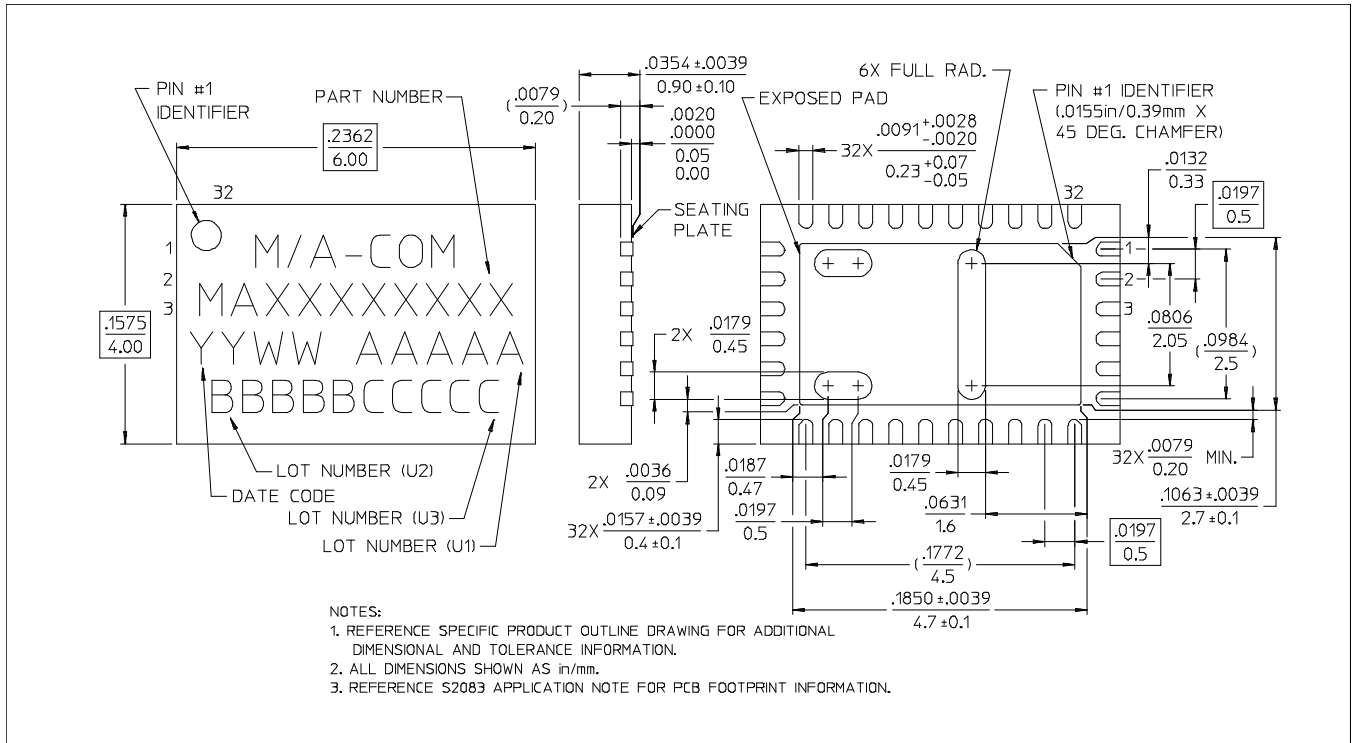 PIN #1
IDENTIFIER
PART NUMBER
.2362
6.00
32
1
2
3
.1575
4.00
M/A-COM
MAXXXXXXXXX
YYWW AAAAA
BBBBBCCCCC
LOT NUMBER (U2)
DATE CODE
LOT NUMBER (U3)
LOT NUMBER (U1)
.0354 ±.0039
0.90 ±0.10
(.0079
0.20)
.0020
.0000
0.05
0.00
SEATING
PLATE
6X FULL RAD.
EXPOSED PAD
32X .0091 +.0028
-.0020
0.23 +0.07
-0.05
PIN #1 IDENTIFIER
(.0155in/0.39mm X
45 DEG. CHAMFER)
32
.0132
0.33
.0197
0.5
1
2
3
.0806
2.05
(.0984
2.5)
2X .0179
0.45
2X .0036
0.09
32X .0157 ±.0039
0.4 ±0.1
.0187
0.47
.0197
0.5
.0179
0.45
.0631
1.6
32X .0079 MIN.
0.20
.1063 ±.0039
2.7 ±0.1
.0197
0.5
(.1772
4.5)
.1850 ±.0039
4.7 ±0.1
NOTES:
1. REFERENCE SPECIFIC PRODUCT OUTLINE DRAWING FOR ADDITIONAL
DIMENSIONAL AND TOLERANCE INFORMATION.
2. ALL DIMENSIONS SHOWN AS in/mm.
3. REFERENCE S2083 APPLICATION NOTE FOR PCB FOOTPRINT INFORMATION.